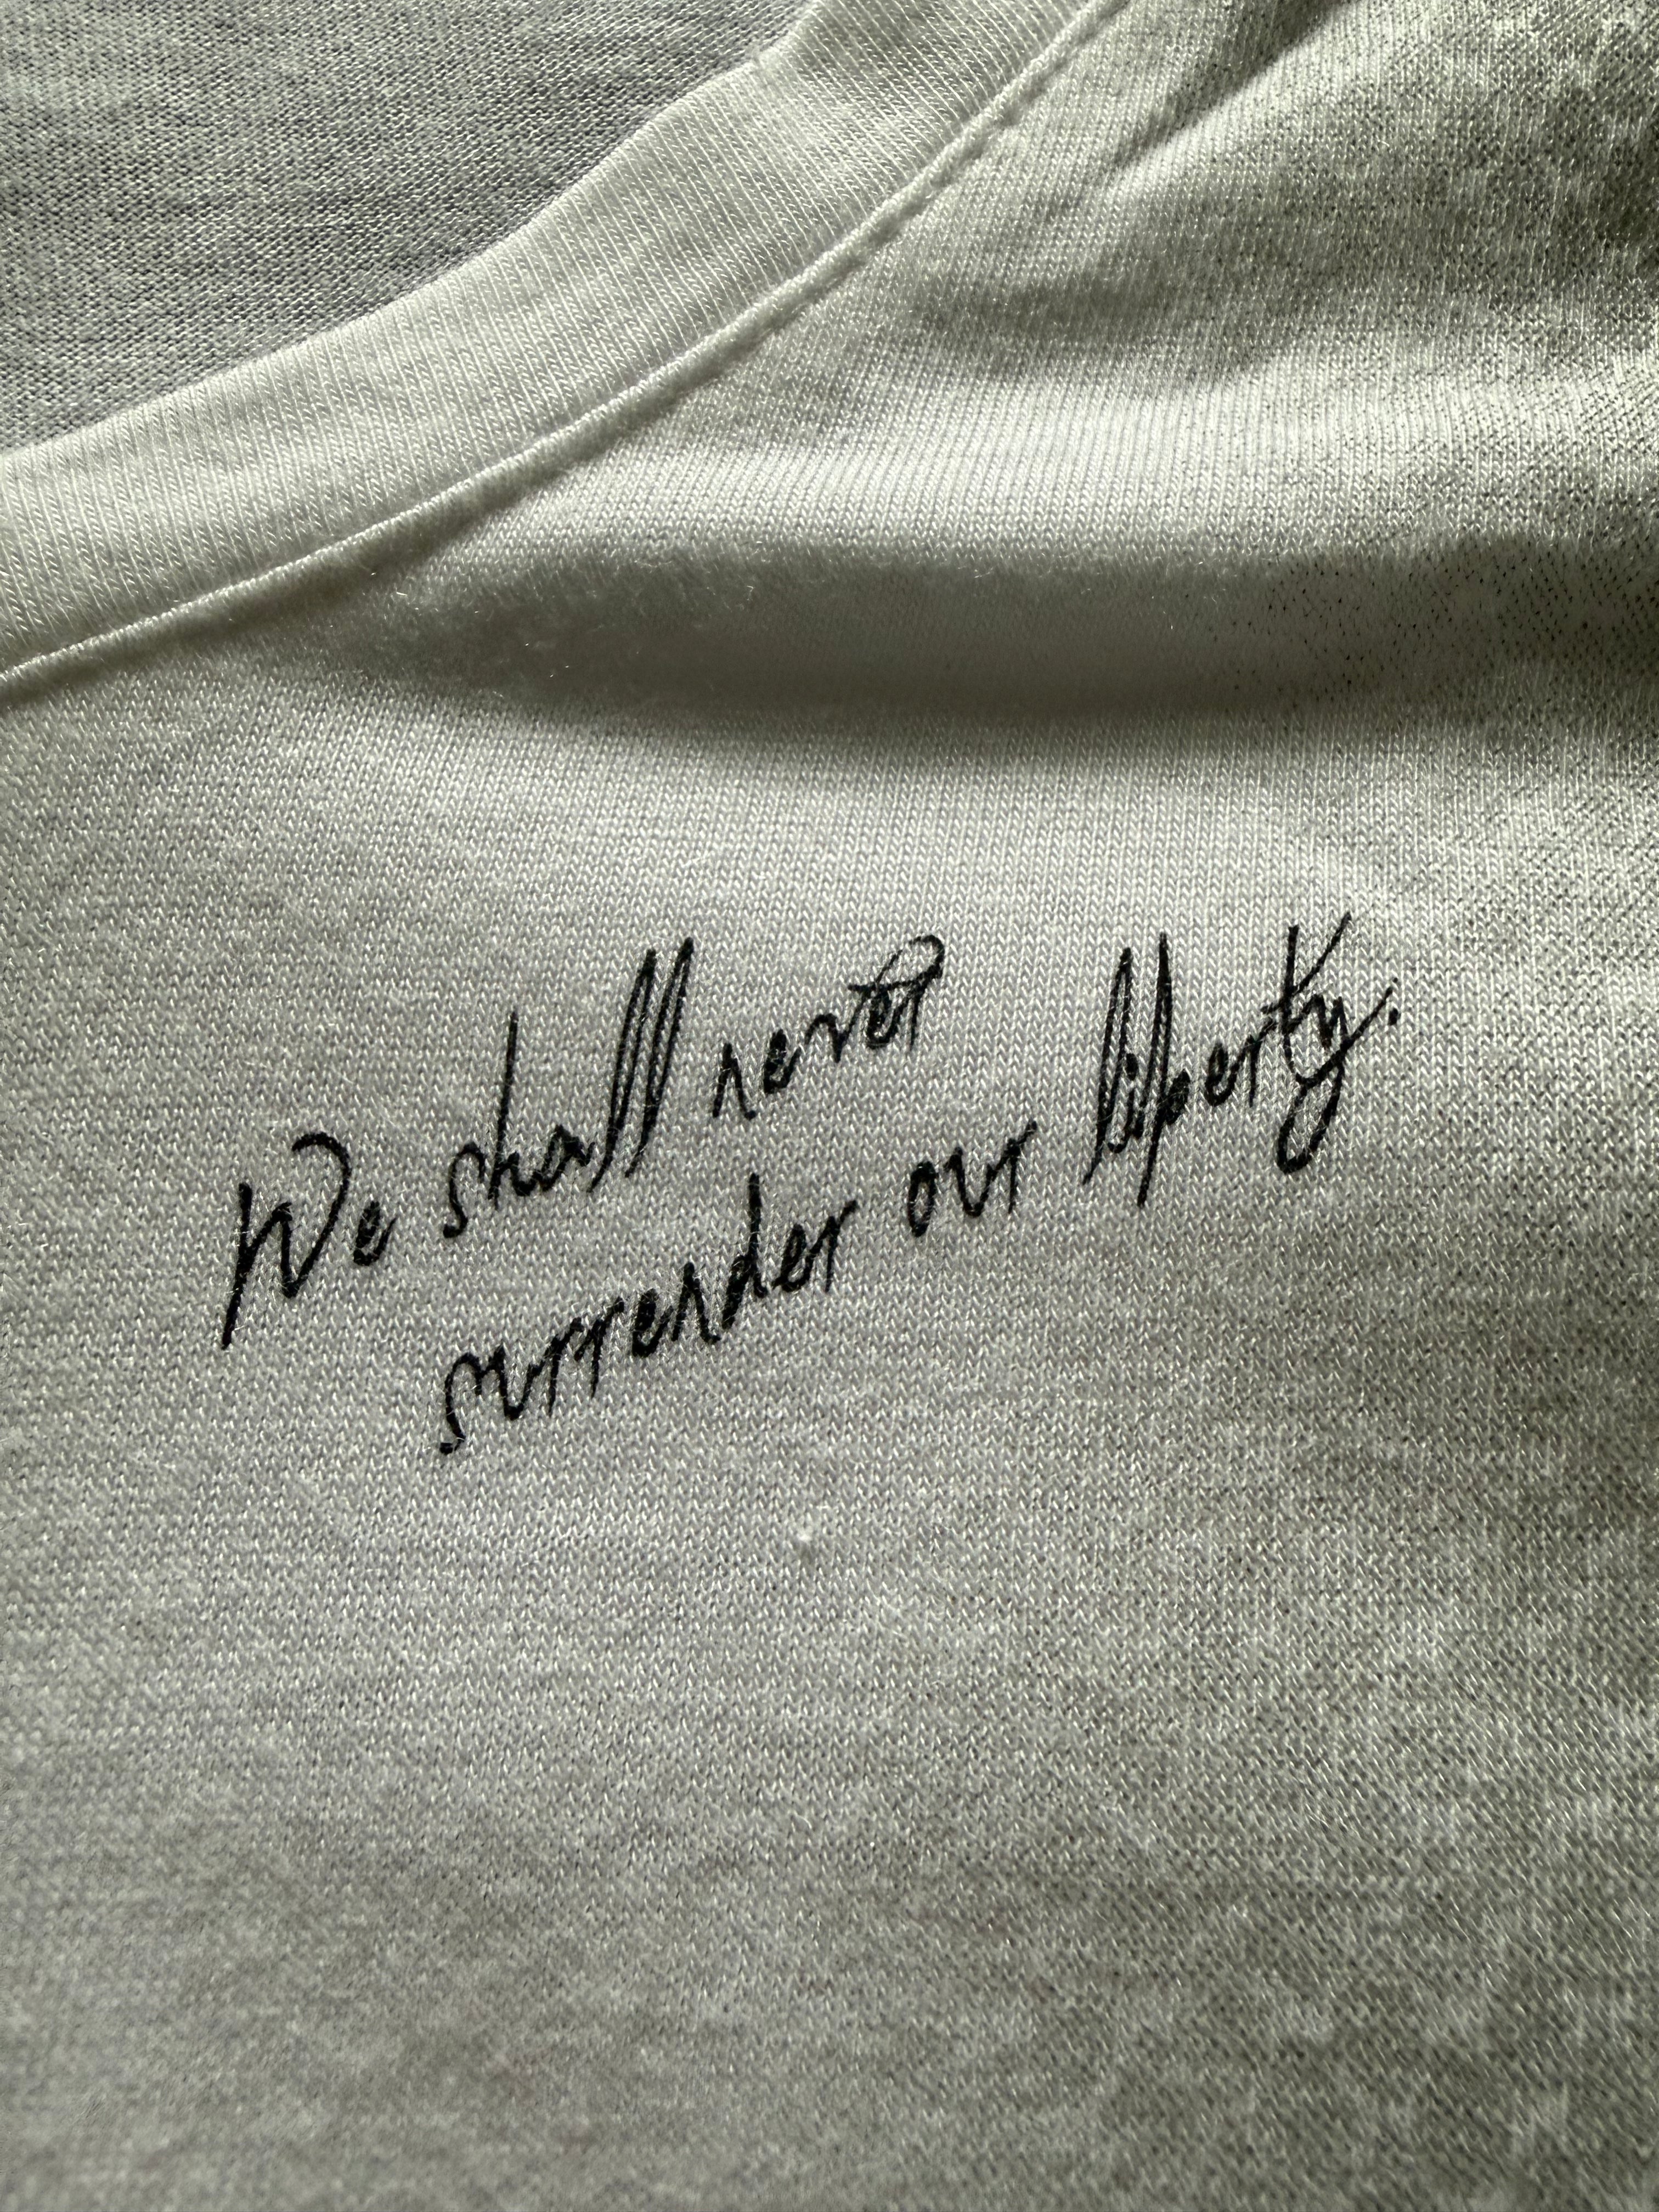 We shall never
surrender our liberty.